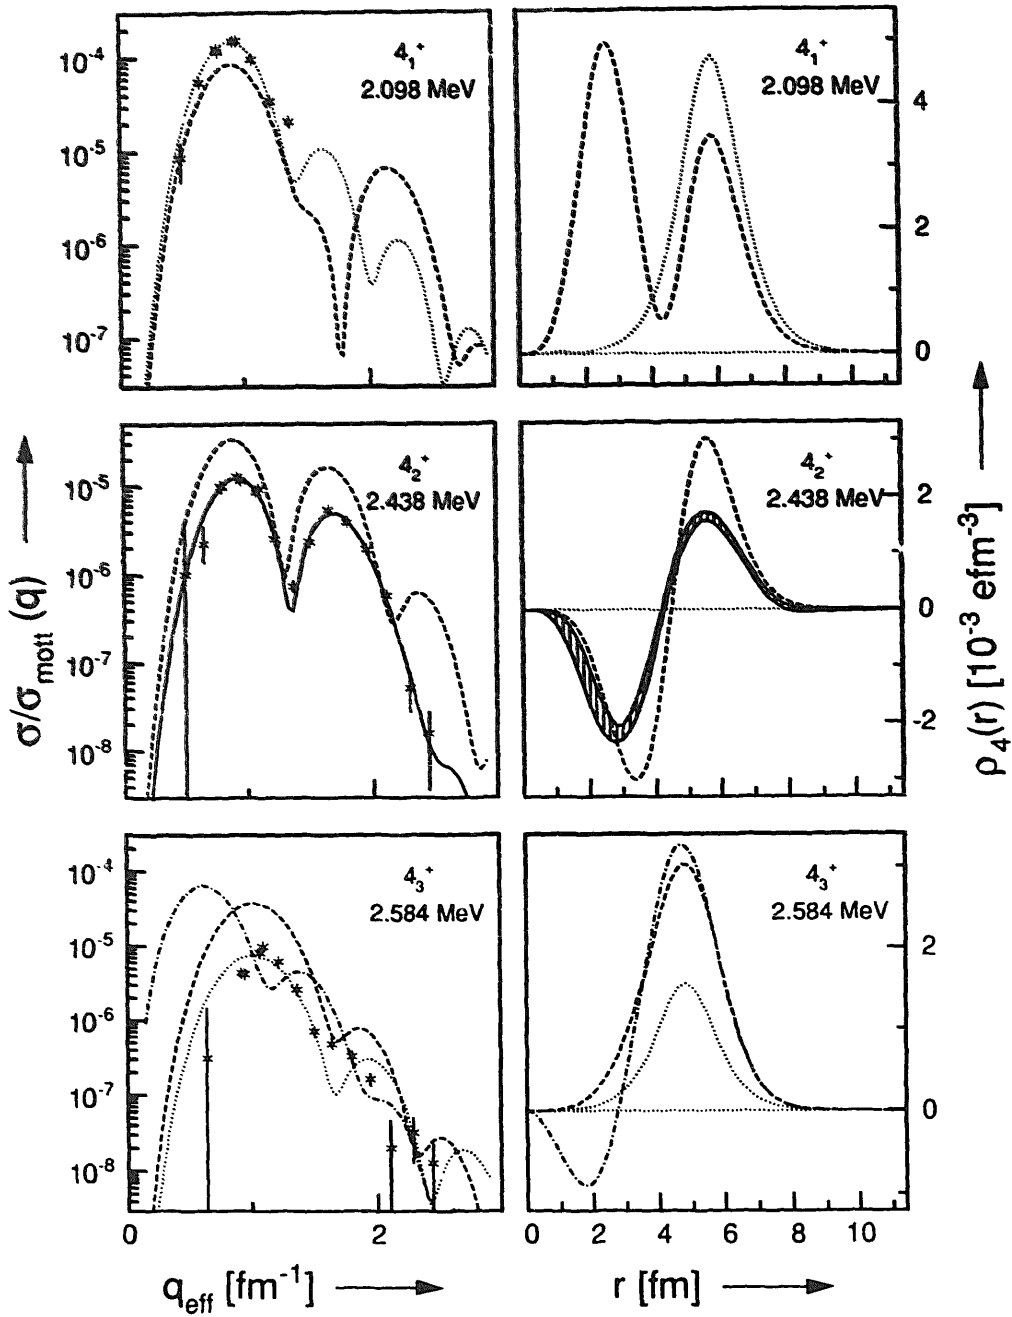 10⁻⁴
10⁻⁵
10⁻⁶
10⁻⁷
4₁⁺
2.098 MeV
4₁⁺
2.098 MeV
4
2
0
10⁻⁵
10⁻⁶
10⁻⁷
10⁻⁸
4₂⁺
2.438 MeV
4₂⁺
2.438 MeV
2
0
-2
σ/σmott (q)
ρ₄(r) [10⁻³ efm⁻³]
10⁻⁴
10⁻⁵
10⁻⁶
10⁻⁷
10⁻⁸
4₃⁺
2.584 MeV
4₃⁺
2.584 MeV
2
0
0 2
0 2 4 6 8 10
qeff [fm⁻¹]
r [fm]